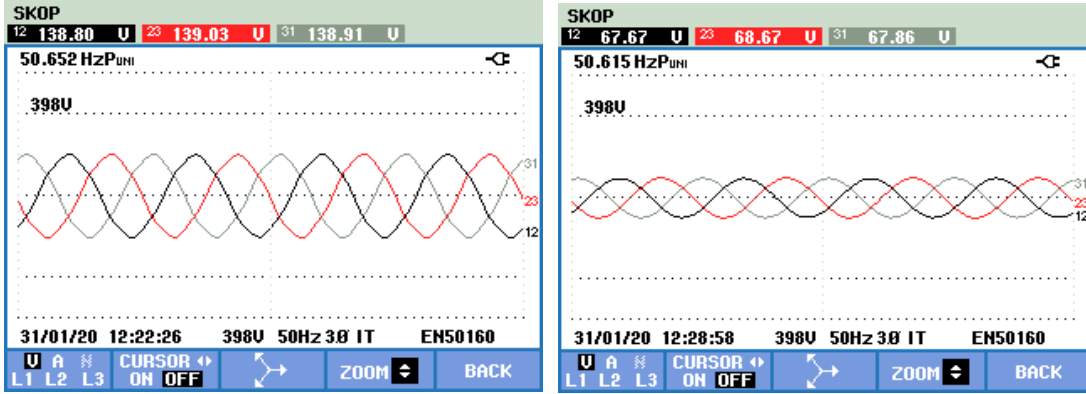 SKOP
12 138.80 V 23 139.03 V 31 138.91 V
50.652 HzPUNI
398V
31
23
12
31/01/20 12:22:26 398V 50Hz 3Ø IT EN50160
V A
L1 L2 L3
CURSOR
ON OFF
ZOOM
BACK
SKOP
12 67.67 V 23 68.67 V 31 67.86 V
50.615 HzPUNI
398V
31
23
12
31/01/20 12:28:58 398V 50Hz 3Ø IT EN50160
V A
L1 L2 L3
CURSOR
ON OFF
ZOOM
BACK